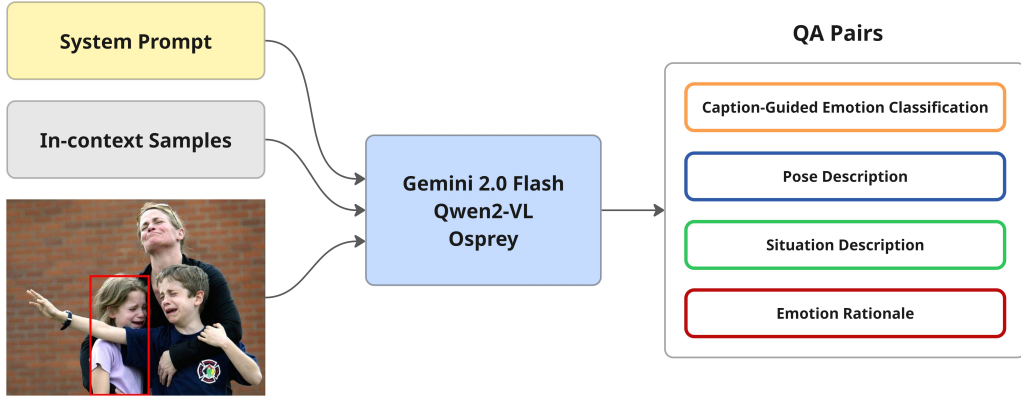 System Prompt
In-context Samples
Gemini 2.0 Flash
Qwen2-VL
Osprey
QA Pairs
Caption-Guided Emotion Classification
Pose Description
Situation Description
Emotion Rationale